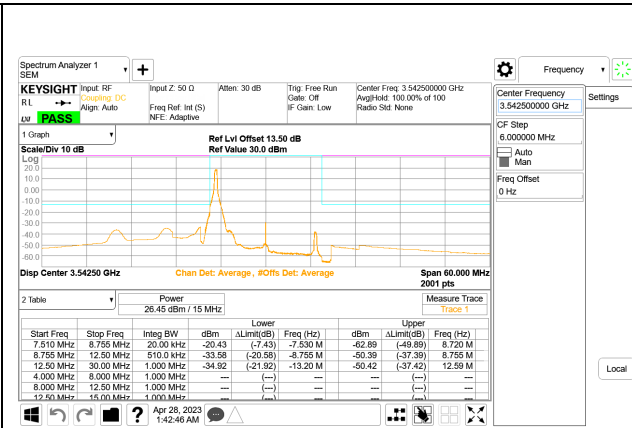 Spectrum Analyzer 1
SEM
Frequency
KEYSIGHT
R L
PASS
Input: RF
Coupling: DC
Align: Auto
Input Z: 50 Ω
Freq Ref: Int (S)
NFE: Adaptive
Atten: 30 dB
Trig: Free Run
Gate: Off
IF Gain: Low
Center Freq: 3.542500000 GHz
Avg|Hold: 100.00% of 100
Radio Std: None
Center Frequency
3.542500000 GHz
Settings
CF Step
6.000000 MHz
Auto
Man
Freq Offset
0 Hz
Local
1 Graph
Scale/Div 10 dB
Ref Lvl Offset 13.50 dB
Ref Value 30.0 dBm
Log
20.0
10.0
0.00
-10.0
-20.0
-30.0
-40.0
-50.0
-60.0
Disp Center 3.54250 GHz
Chan Det: Average, #Offs Det: Average
Span 60.000 MHz
2001 pts
2 Table
Power
26.45 dBm / 15 MHz
Measure Trace
Trace 1
Lower Upper
Start Freq Stop Freq Integ BW dBm ΔLimit(dB) Freq (Hz) dBm ΔLimit(dB) Freq (Hz)
7.510 MHz 8.755 MHz 20.00 kHz -20.43 (-7.43) -7.530 M -62.89 (-49.89) 8.720 M
8.755 MHz 12.50 MHz 510.0 kHz -33.58 (-20.58) -8.755 M -50.39 (-37.39) 8.755 M
12.50 MHz 30.00 MHz 1.000 MHz -34.92 (-21.92) -13.20 M -50.42 (-37.42) 12.59 M
4.000 MHz 8.000 MHz 1.000 MHz --- (---) --- --- (---) ---
8.000 MHz 12.50 MHz 1.000 MHz --- (---) --- --- (---) ---
12.50 MHz 15.00 MHz 1.000 MHz --- (---) --- --- (---) ---
Apr 28, 2023
1:42:46 AM